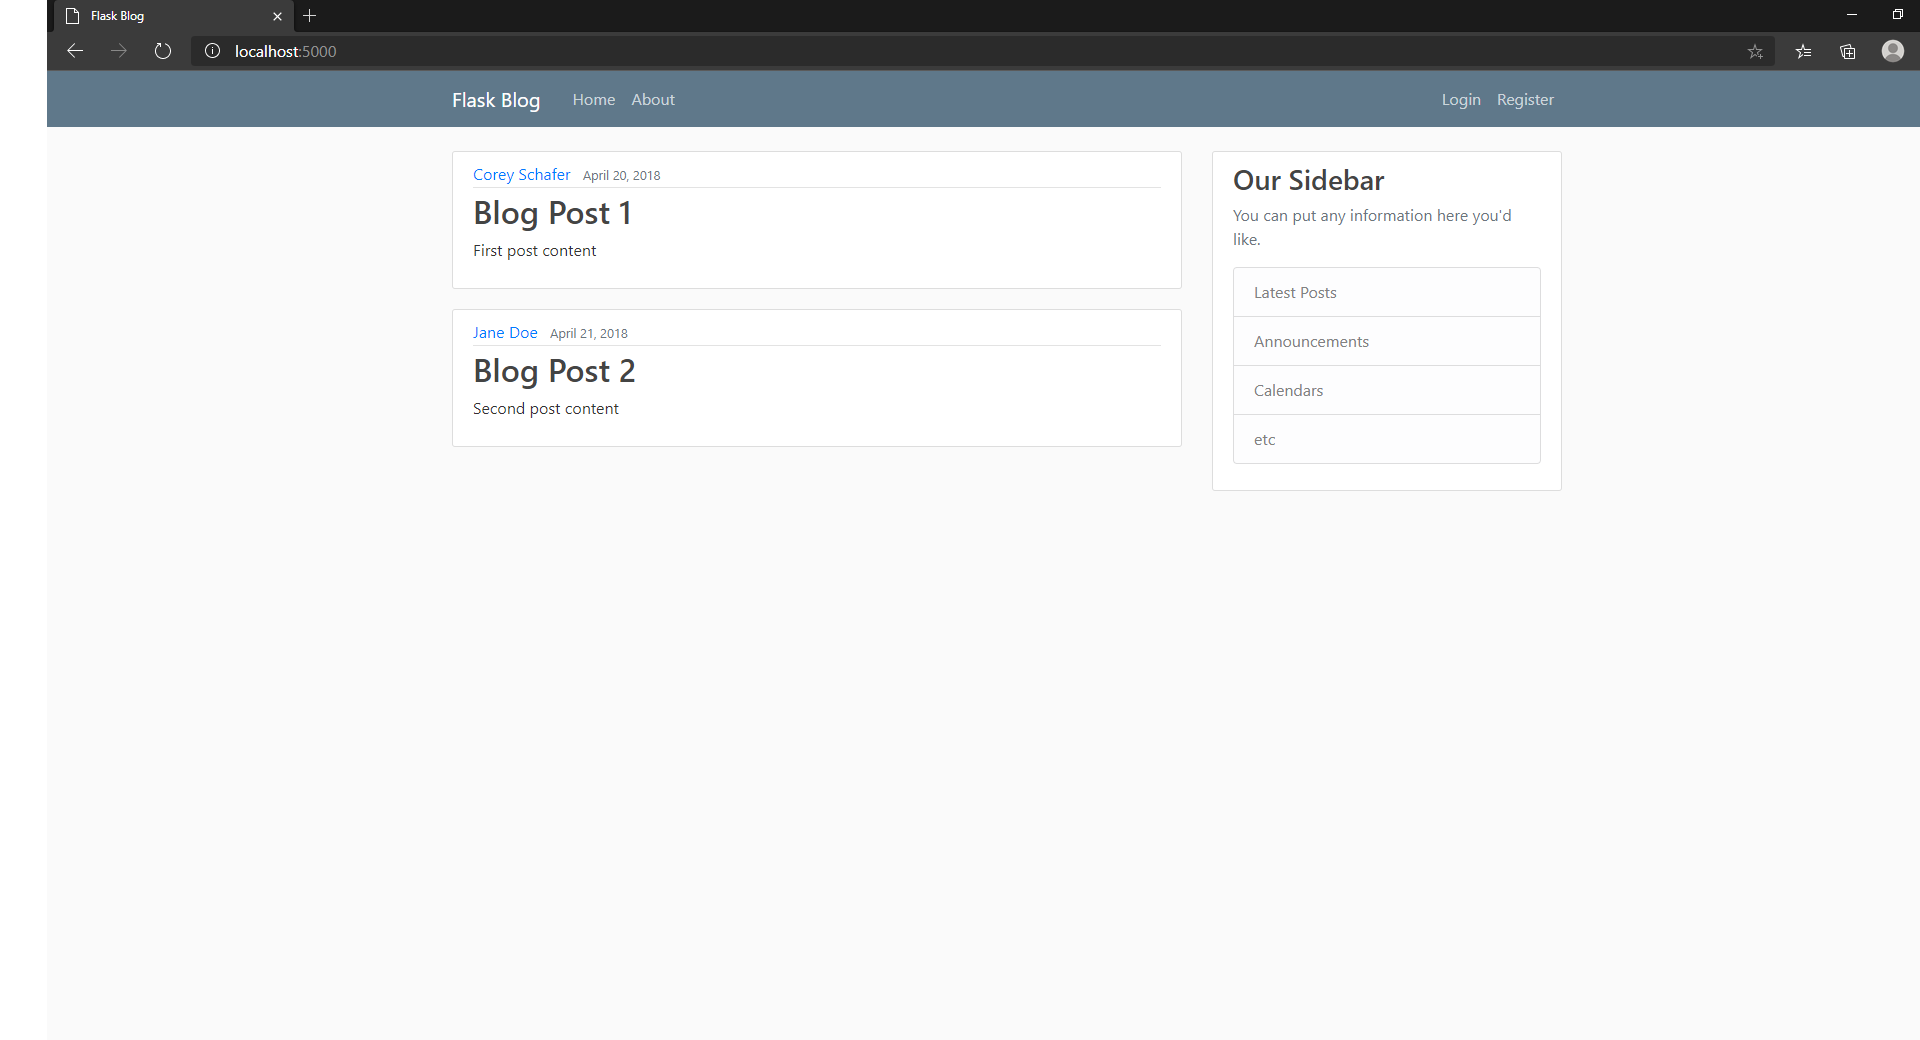 Flask Blog
localhost:5000
Flask Blog Home About Login Register
Corey Schafer April 20, 2018
Blog Post 1
First post content
Jane Doe April 21, 2018
Blog Post 2
Second post content
Our Sidebar
You can put any information here you'd
like.
Latest Posts
Announcements
Calendars
etc